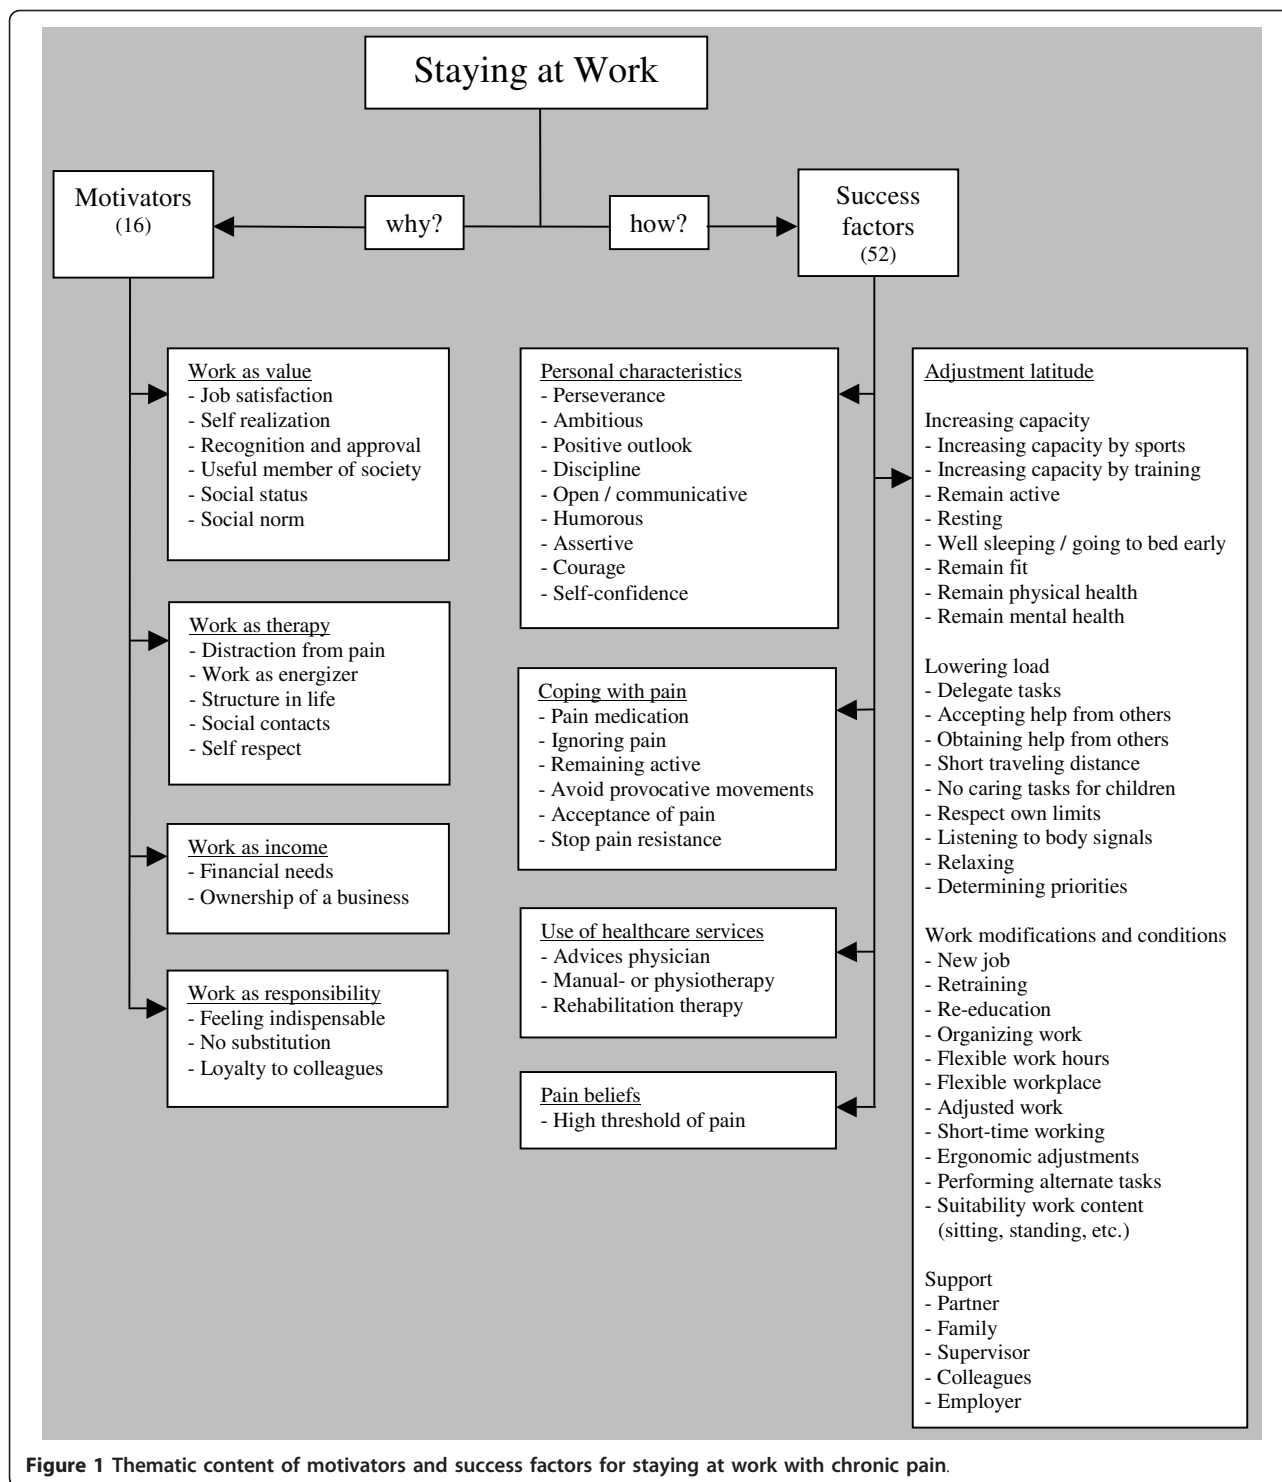 Staying at Work
Motivators
(16)
why?
how?
Success
factors
(52)
Work as value
- Job satisfaction
- Self realization
- Recognition and approval
- Useful member of society
- Social status
- Social norm
Work as therapy
- Distraction from pain
- Work as energizer
- Structure in life
- Social contacts
- Self respect
Work as income
- Financial needs
- Ownership of a business
Work as responsibility
- Feeling indispensable
- No substitution
- Loyalty to colleagues
Personal characteristics
- Perseverance
- Ambitious
- Positive outlook
- Discipline
- Open / communicative
- Humorous
- Assertive
- Courage
- Self-confidence
Coping with pain
- Pain medication
- Ignoring pain
- Remaining active
- Avoid provocative movements
- Acceptance of pain
- Stop pain resistance
Use of healthcare services
- Advices physician
- Manual- or physiotherapy
- Rehabilitation therapy
Pain beliefs
- High threshold of pain
Adjustment latitude
Increasing capacity
- Increasing capacity by sports
- Increasing capacity by training
- Remain active
- Resting
- Well sleeping / going to bed early
- Remain fit
- Remain physical health
- Remain mental health
Lowering load
- Delegate tasks
- Accepting help from others
- Obtaining help from others
- Short traveling distance
- No caring tasks for children
- Respect own limits
- Listening to body signals
- Relaxing
- Determining priorities
Work modifications and conditions
- New job
- Retraining
- Re-education
- Organizing work
- Flexible work hours
- Flexible workplace
- Adjusted work
- Short-time working
- Ergonomic adjustments
- Performing alternate tasks
- Suitability work content
(sitting, standing, etc.)
Support
- Partner
- Family
- Supervisor
- Colleagues
- Employer
Figure 1 Thematic content of motivators and success factors for staying at work with chronic pain.